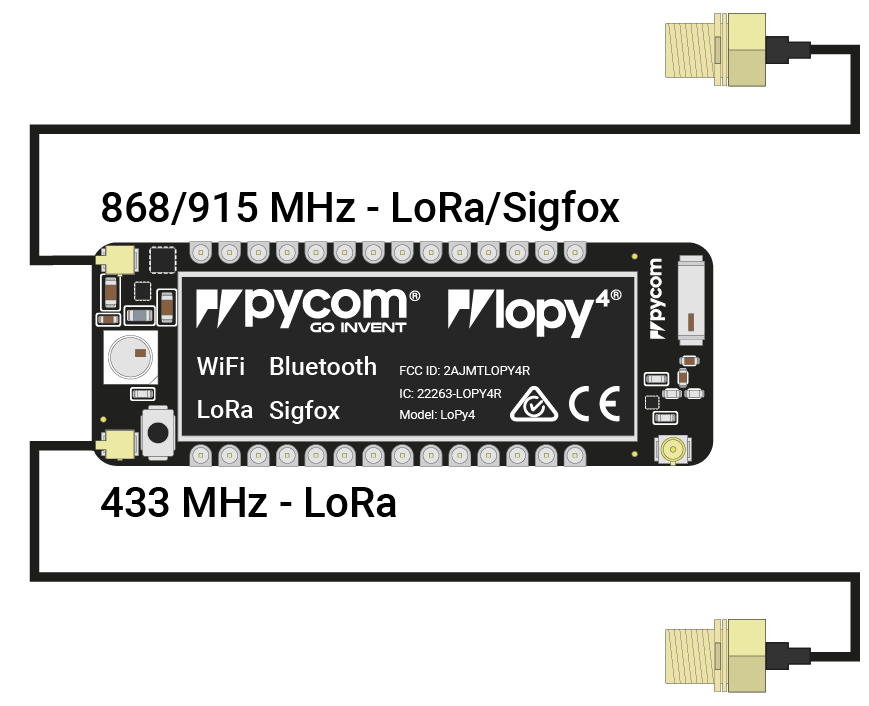 868/915 MHz - LoRa/Sigfox
pycom®
GO INVENT
lopy4®
pycom
WiFi Bluetooth
LoRa Sigfox
FCC ID: 2AJMTLOPY4R
IC: 22263-LOPY4R
Model: LoPy4
CE
433 MHz - LoRa